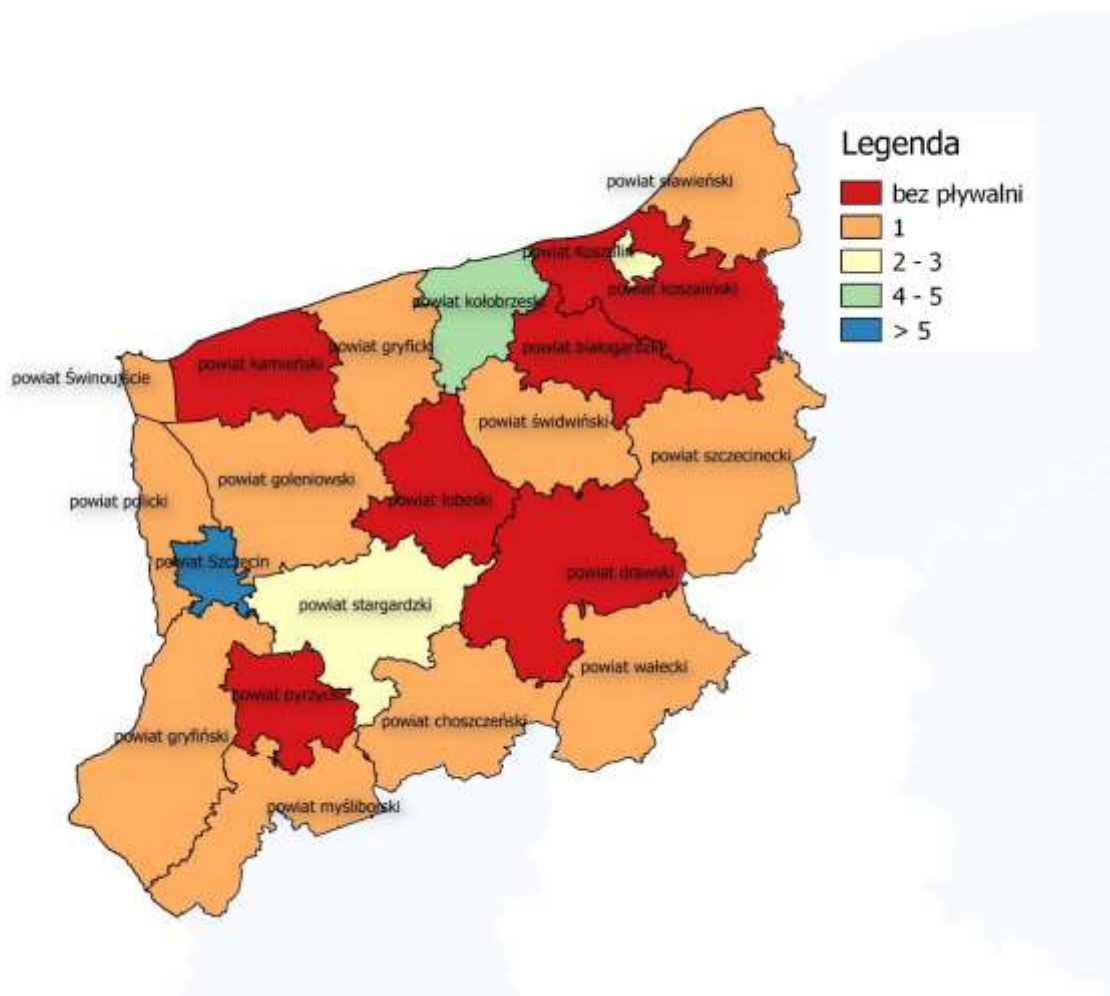 Legenda
bez pływalni
1
2 - 3
4 - 5
> 5
powiat sławieński
powiat Koszalin
powiat koszaliński
powiat kołobrzeski
powiat gryficki
powiat białogardzki
powiat kamieński
powiat Świnoujście
powiat świdwiński
powiat szczecinecki
powiat goleniowski
powiat policki
powiat łobeski
powiat Szczecin
powiat drawski
powiat stargardzki
powiat wałecki
powiat pyrzycki
powiat choszczeński
powiat gryfiński
powiat myśliborski